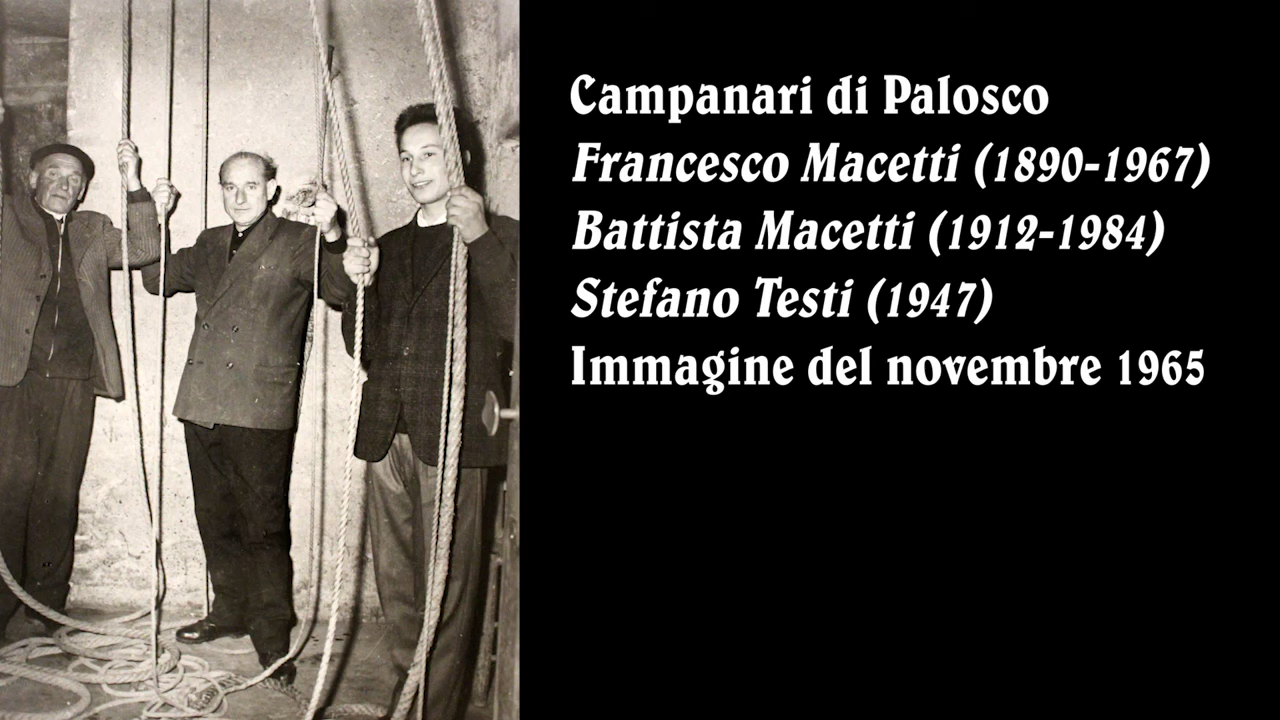 Campanari di Palosco
Francesco Macetti (1890-1967)
Battista Macetti (1912-1984)
Stefano Testi (1947)
Immagine del novembre 1965